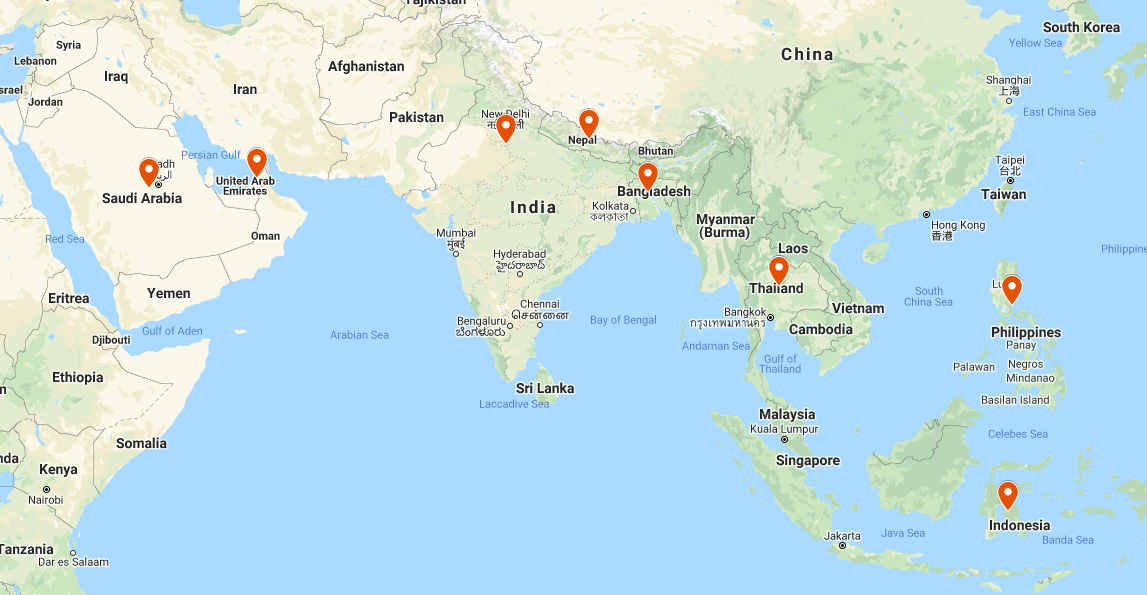 Tajikistan
South Korea
Yellow Sea
China
Syria
Lebanon
Iraq
Afghanistan
Iran
Israel
Jordan
Shanghai
上海
East China Sea
Pakistan
New Delhi
Nepal
Bhutan
Persian Gulf
Taipei
台北
United Arab
Emirates
Saudi Arabia
Bangladesh
Taiwan
India
Kolkata
কলকাতা
Myanmar
(Burma)
Hong Kong
香港
Red Sea
Oman
Mumbai
मुंबई
Laos
Philippine
Hyderabad
హైదరాబాద్
Yemen
Eritrea
Thailand
South
China Sea
Lu
Chennai
சென்னை
Vietnam
Bengaluru
ಬೆಂಗಳೂರು
Bay of Bengal
Bangkok
กรุงเทพมหานคร
Cambodia
Gulf of Aden
Arabian Sea
Djibouti
Philippines
Panay
Andaman Sea
Gulf of
Thailand
Palawan
Negros
Mindanao
Ethiopia
Sri Lanka
Laccadive Sea
Basilan Island
Malaysia
Kuala Lumpur
Celebes Sea
Somalia
Singapore
nda
Kenya
Nairobi
Indonesia
Jakarta
Java Sea
Banda Sea
Tanzania
Dar es Salaam